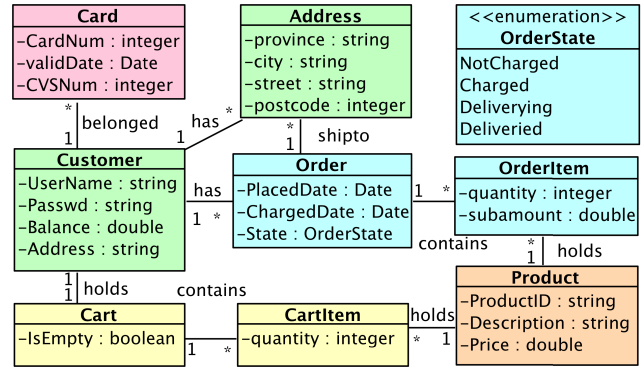 Card
-CardNum : integer
-validDate : Date
-CVSNum : integer
Address
-province : string
-city : string
-street : string
-postcode : integer
<<enumeration>>
OrderState
NotCharged
Charged
Deliverying
Deliveried
*
belonged
1
has
*
1
*
shipto
1
Customer
-UserName : string
-Passwd : string
-Balance : double
-Address : string
has
1 *
Order
-PlacedDate : Date
-ChargedDate : Date
-State : OrderState
1 *
contains
OrderItem
-quantity : integer
-subamount : double
*
1
holds
1
1
holds
contains
Product
-ProductID : string
-Description : string
-Price : double
Cart
-IsEmpty : boolean
1 *
CartItem
-quantity : integer
holds
* 1